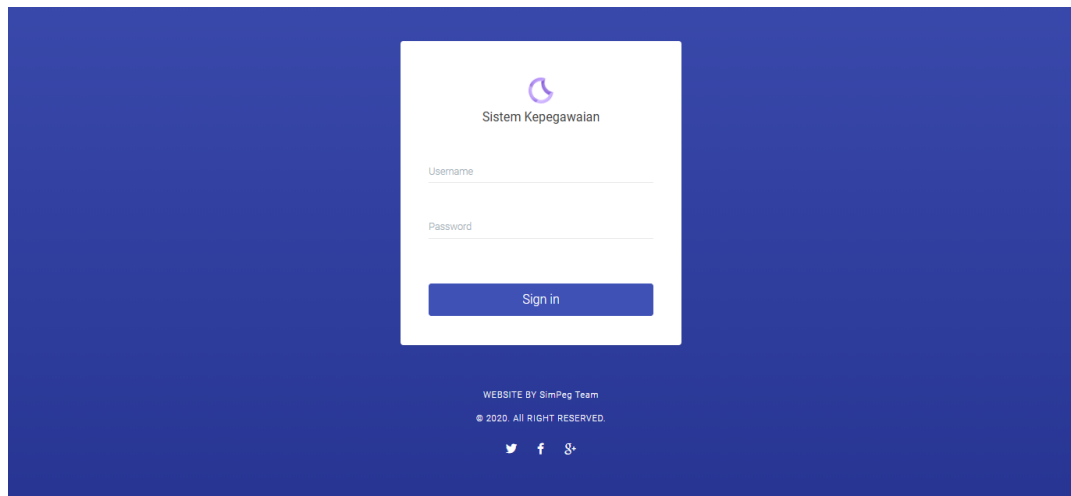 Sistem Kepegawaian
Username
Password
Sign in
WEBSITE BY SimPeg Team
© 2020. All RIGHT RESERVED.